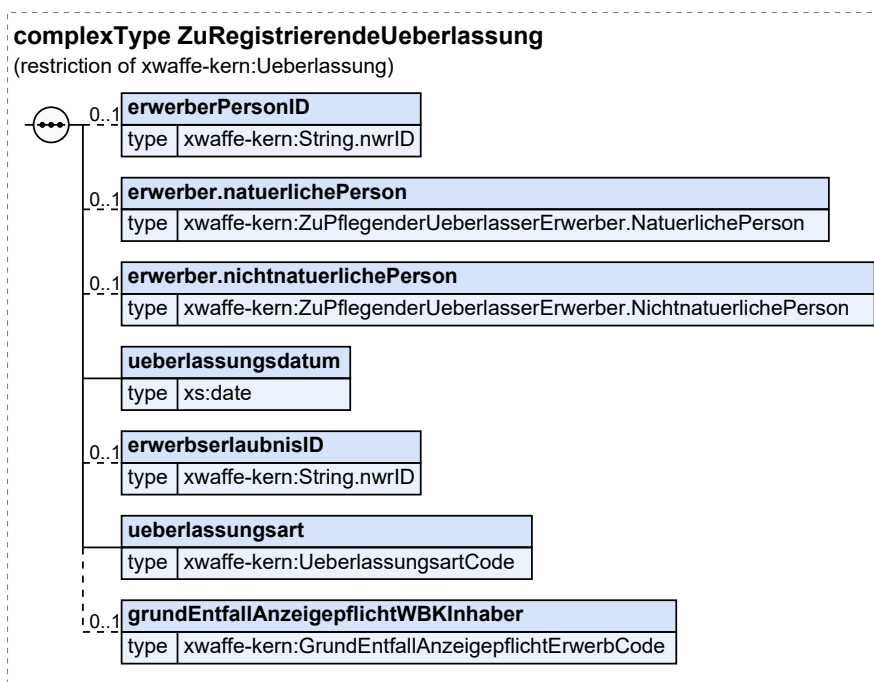 complexType ZuRegistrierendeUeberlassung
(restriction of xwaffe-kern:Ueberlassung)
0..1 erwerberPersonID
type xwaffe-kern:String.nwrID
0..1 erwerber.natuerlichePerson
type xwaffe-kern:ZuPflegenderUeberlasserErwerber.NatuerlichePerson
0..1 erwerber.nichtnatuerlichePerson
type xwaffe-kern:ZuPflegenderUeberlasserErwerber.NichtnatuerlichePerson
ueberlassungsdatum
type xs:date
0..1 erwerbserlaubnisID
type xwaffe-kern:String.nwrID
ueberlassungsart
type xwaffe-kern:UeberlassungsartCode
0..1 grundEntfallAnzeigepflichtWBKInhaber
type xwaffe-kern:GrundEntfallAnzeigepflichtErwerbCode